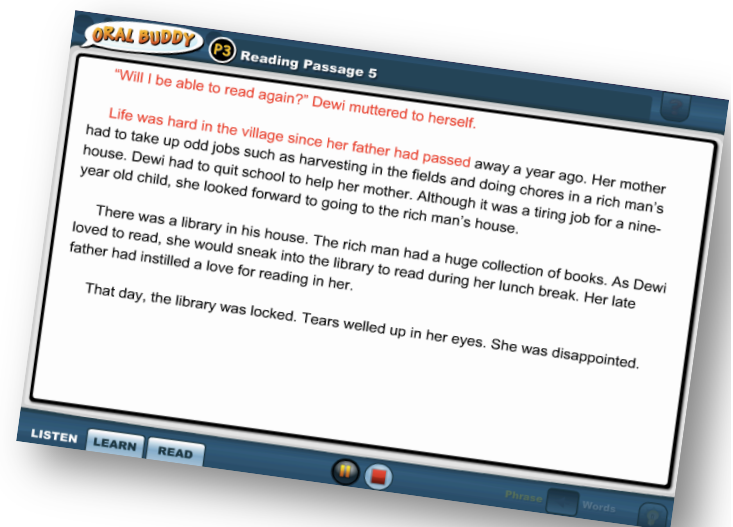 ORAL BUDDY P3 Reading Passage 5
"Will I be able to read again?" Dewi muttered to herself.
Life was hard in the village since her father had passed away a year ago. Her mother
had to take up odd jobs such as harvesting in the fields and doing chores in a rich man's
house. Dewi had to quit school to help her mother. Although it was a tiring job for a nine-
year old child, she looked forward to going to the rich man's house.
There was a library in his house. The rich man had a huge collection of books. As Dewi
loved to read, she would sneak into the library to read during her lunch break. Her late
father had instilled a love for reading in her.
That day, the library was locked. Tears welled up in her eyes. She was disappointed.
LISTEN LEARN READ
Phrase Words